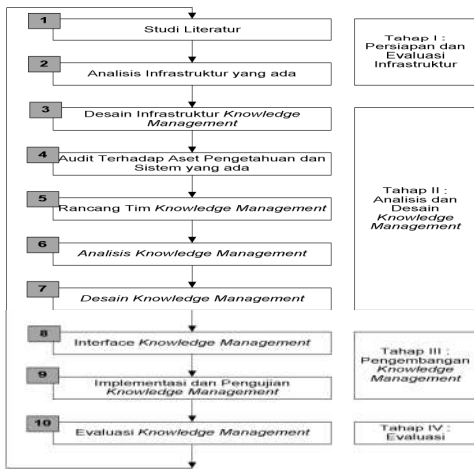 1
Studi Literatur
2
Analisis Infrastruktur yang ada
3
Desain Infrastruktur Knowledge
Management
4
Audit Terhadap Aset Pengetahuan dan
Sistem yang ada
5
Rancang Tim Knowledge Management
6
Analisis Knowledge Management
7
Desain Knowledge Management
8
Interface Knowledge Management
9
Implementasi dan Pengujian
Knowledge Management
10
Evaluasi Knowledge Management
Tahap I :
Persiapan dan
Evaluasi
Infrastruktur
Tahap II :
Analisis dan
Desain
Knowledge
Management
Tahap III :
Pengembangan
Knowledge
Management
Tahap IV :
Evaluasi